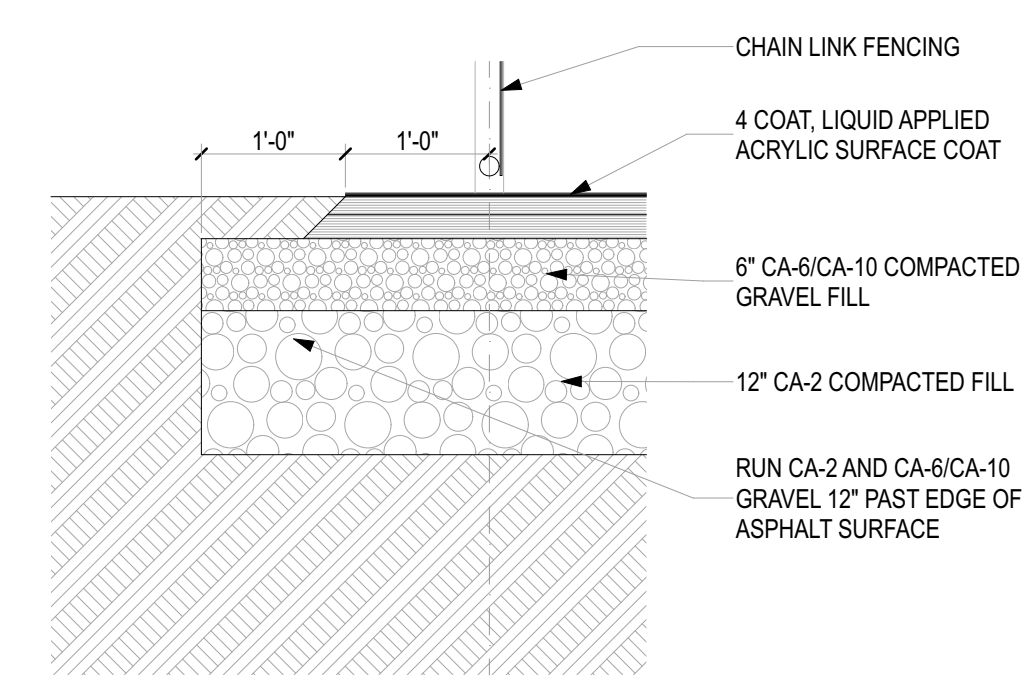 CHAIN LINK FENCING
4 COAT, LIQUID APPLIED
ACRYLIC SURFACE COAT
1'-0" 1'-0"
6" CA-6/CA-10 COMPACTED
GRAVEL FILL
12" CA-2 COMPACTED FILL
RUN CA-2 AND CA-6/CA-10
GRAVEL 12" PAST EDGE OF
ASPHALT SURFACE